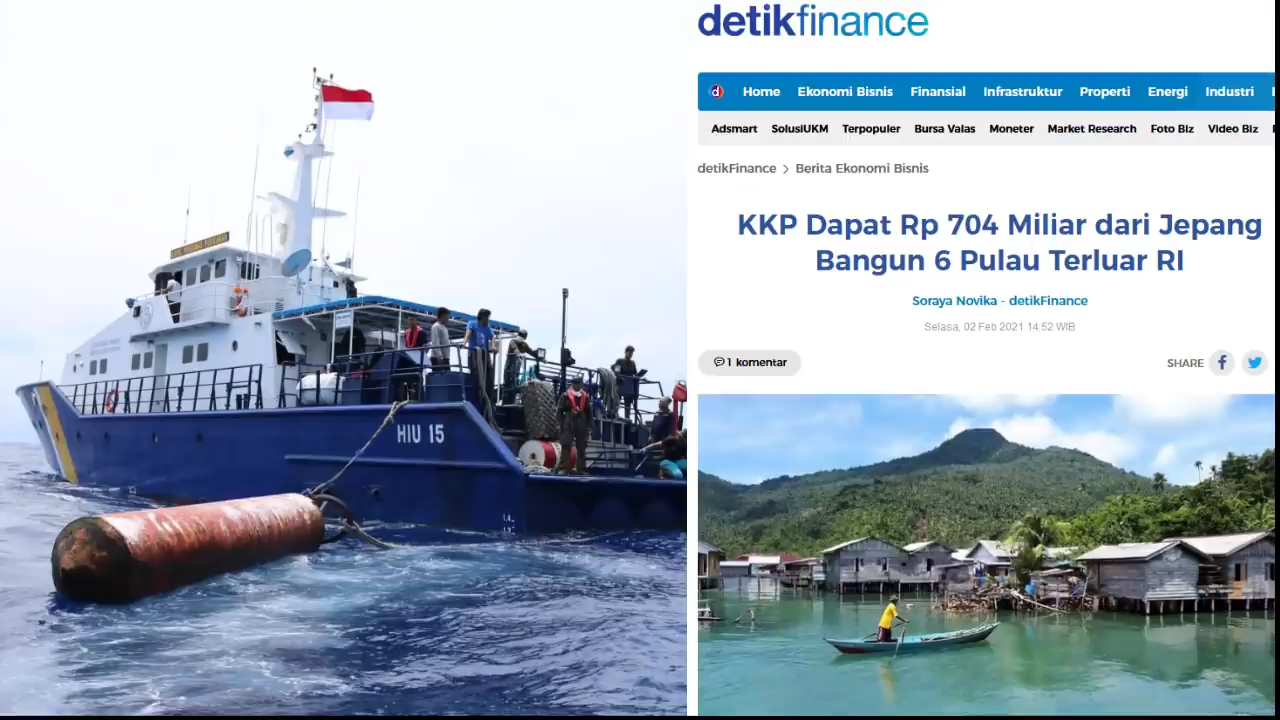 HIU 15
detikfinance
Home Ekonomi Bisnis Finansial Infrastruktur Properti Energi Industri
Adsmart SolusiUKM Terpopuler Bursa Valas Moneter Market Research Foto Biz Video Biz
detikFinance > Berita Ekonomi Bisnis
KKP Dapat Rp 704 Miliar dari Jepang
Bangun 6 Pulau Terluar RI
Soraya Novika - detikFinance
Selasa, 02 Feb 2021 14:52 WIB
1 komentar
SHARE